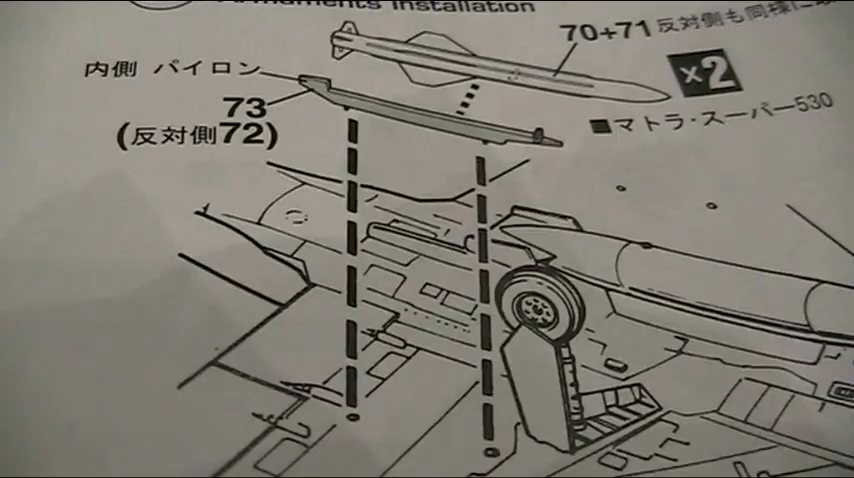 Armaments Installation
70+71 反対側も同様に
×2
内側 パイロン
73
(反対側72)
■マトラ・スーパー530